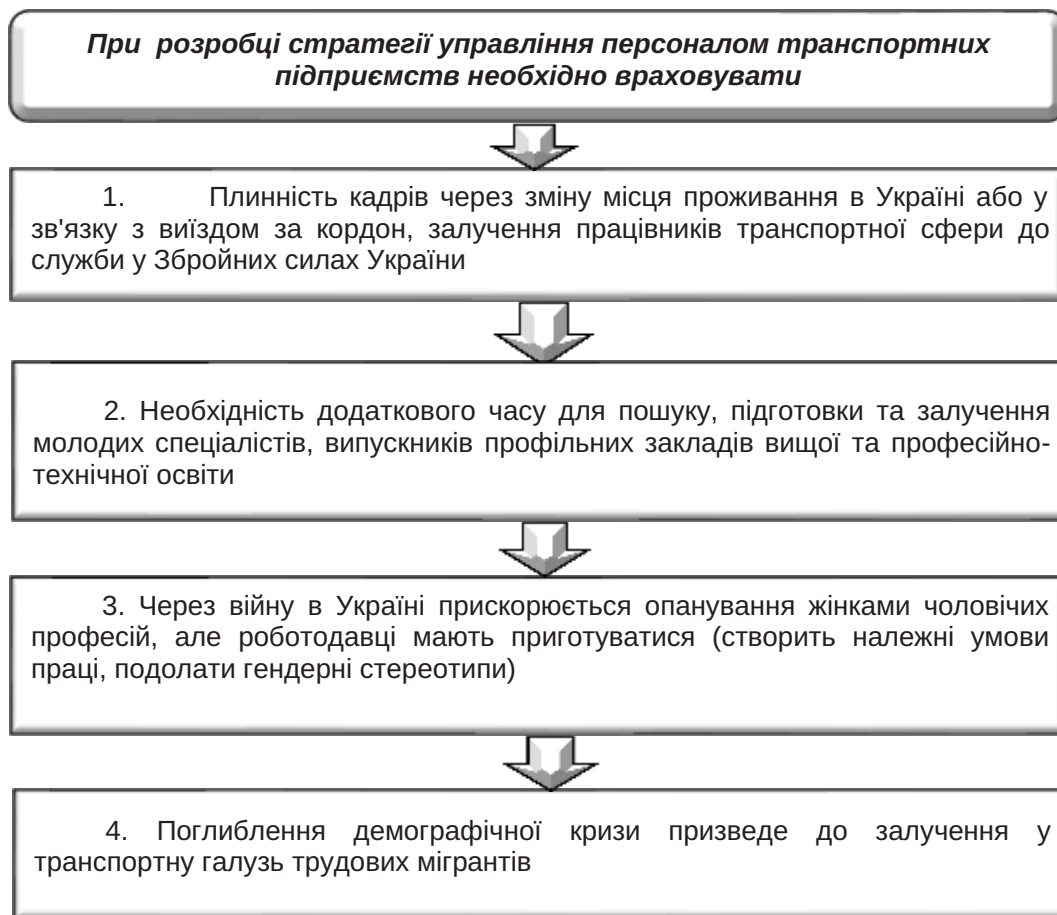 При розробці стратегії управління персоналом транспортних
підприємств необхідно враховувати
1. Плинність кадрів через зміну місця проживання в Україні або у
зв'язку з виїздом за кордон, залучення працівників транспортної сфери до
служби у Збройних силах України
2. Необхідність додаткового часу для пошуку, підготовки та залучення
молодих спеціалістів, випускників профільних закладів вищої та професійно-
технічної освіти
3. Через війну в Україні прискорюється опанування жінками чоловічих
професій, але роботодавці мають приготуватися (створить належні умови
праці, подолати гендерні стереотипи)
4. Поглиблення демографічної кризи призведе до залучення у
транспортну галузь трудових мігрантів